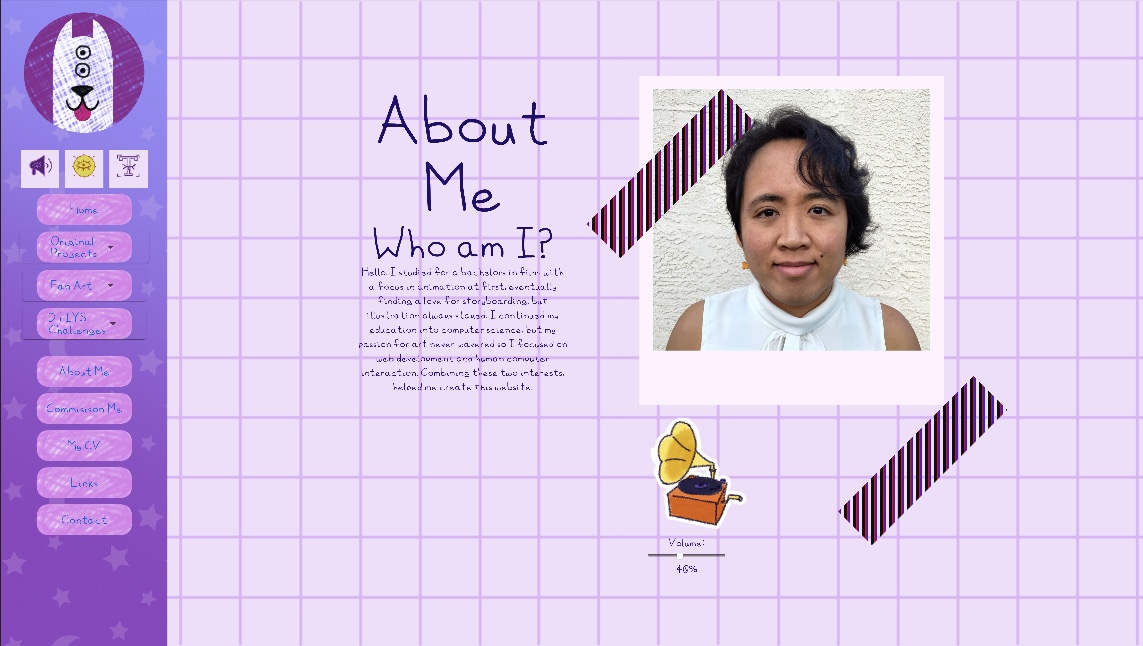 Home
Original
Projects
Fan Art
DTIYS
Challenges
About Me
Commission Me
My CV
Links
Contact
About
Me
Who am I?
Hello, I studied for a bachelors in film with
a focus in animation at first, eventually
finding a love for storyboarding, but
illustration always stayed. I continued my
education into computer science, but my
passion for art never wavered so I focused on
web development and human computer
interaction. Combining these two interests,
helped me create this website.
Volume:
46%